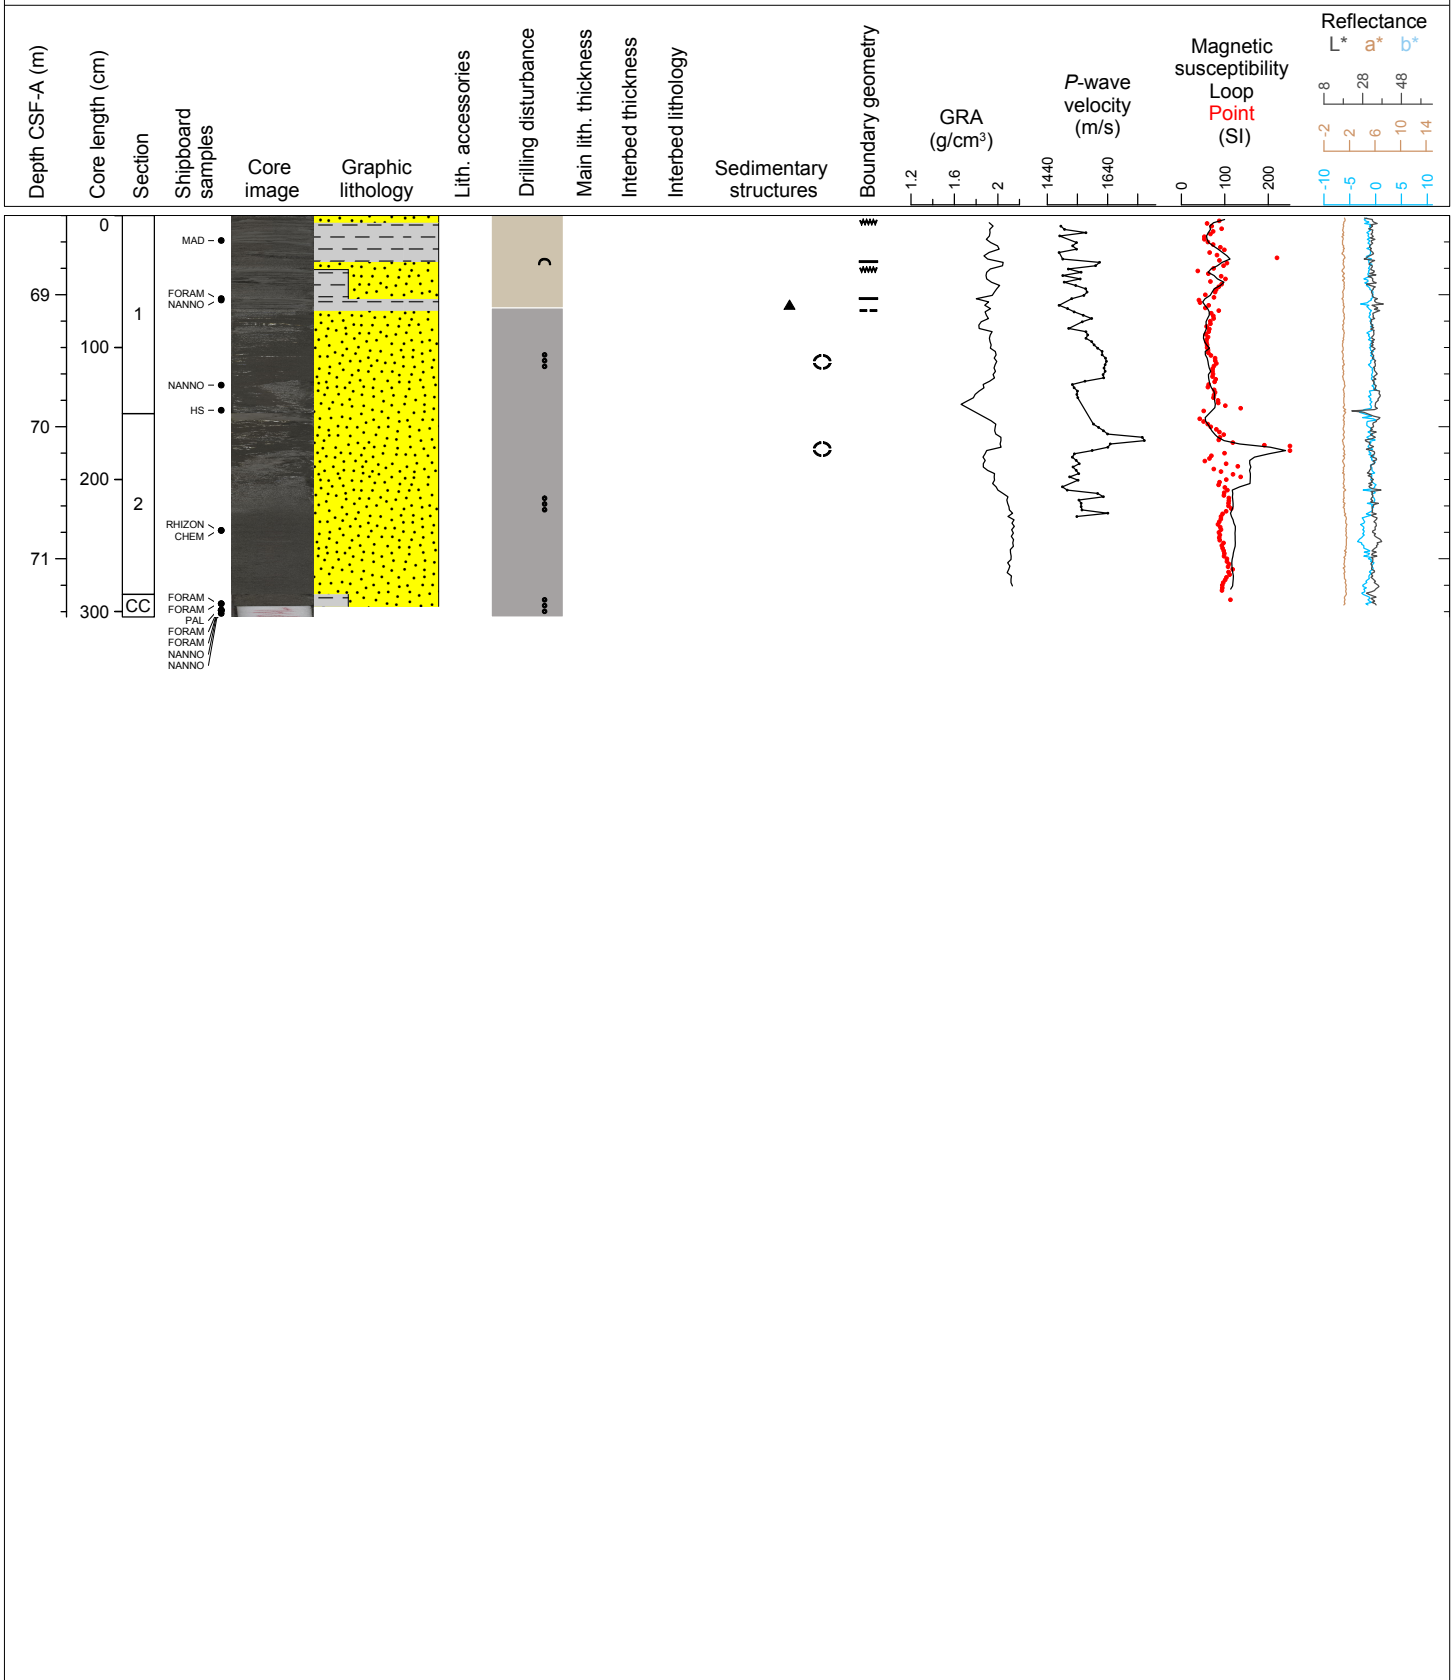 Depth CSF-A (m)
Core length (cm)
Section
Shipboard
samples
Core
image
Graphic
lithology
Lith. accessories
Drilling disturbance
Main lith. thickness
Interbed thickness
Interbed lithology
Sedimentary
structures
Boundary geometry
GRA
(g/cm³)
1.2
1.6
2
P-wave
velocity
(m/s)
1440
1640
Magnetic
susceptibility
Loop
Point
(SI)
0
100
200
Reflectance
L* a* b*
8
28
48
-2
2
6
10
14
-10
-5
0
5
10
69
70
71
0
100
200
300
1
2
CC
MAD
FORAM
NANNO
NANNO
HS
RHIZON
CHEM
FORAM
FORAM
PAL
FORAM
FORAM
NANNO
NANNO